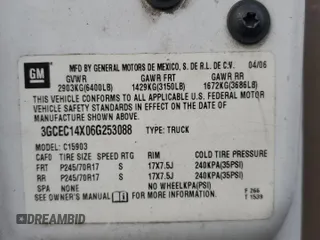 GM
MFD BY GENERAL MOTORS DE MEXICO, S. DE R.L. DE C.V. 04/06
GVWR GAWR FRT GAWR RR
2903KG(6400LB) 1429KG(3150LB) 1672KG(3686LB)
THIS VEHICLE CONFORMS TO ALL APPLICABLE U.S. FEDERAL MOTOR
VEHICLE SAFETY STANDARDS IN EFFECT ON THE DATE OF
MANUFACTURE SHOWN ABOVE.
3GCEC14X06G253088 TYPE: TRUCK
MODEL: C15903
TIRE SIZE SPEED RTG RIM COLD TIRE PRESSURE
FRT P245/70R17 S 17X7.5J 240KPA(35PSI)
RR P245/70R17 S 17X7.5J 240KPA(35PSI)
SPA NONE NO WHEELKPA(PSI)
SEE OWNER'S MANUAL FOR ADDITIONAL INFORMATION.
DREAMBID